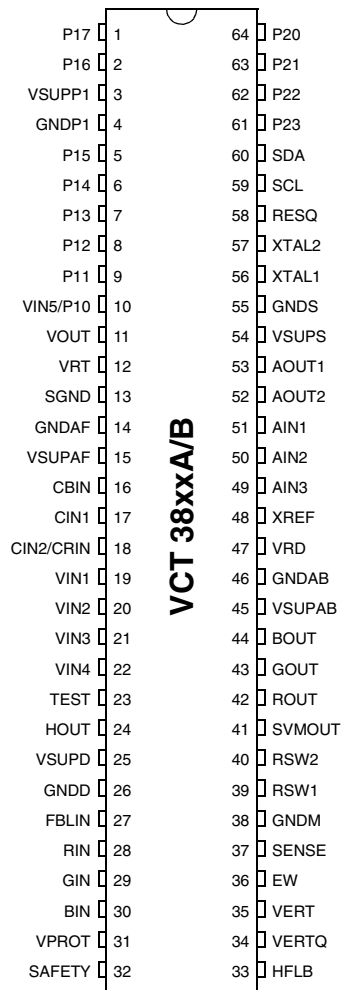 P17 1 64 P20
P16 2 63 P21
VSUPP1 3 62 P22
GNDP1 4 61 P23
P15 5 60 SDA
P14 6 59 SCL
P13 7 58 RESQ
P12 8 57 XTAL2
P11 9 56 XTAL1
VIN5/P10 10 55 GNDS
VOUT 11 54 VSUPS
VRT 12 53 AOUT1
SGND 13 52 AOUT2
GNDAF 14 51 AIN1
VSUPAF 15 50 AIN2
CBIN 16 49 AIN3
CIN1 17 48 XREF
CIN2/CRIN 18 47 VRD
VIN1 19 46 GNDAB
VIN2 20 45 VSUPAB
VIN3 21 44 BOUT
VIN4 22 43 GOUT
TEST 23 42 ROUT
HOUT 24 41 SVMOUT
VSUPD 25 40 RSW2
GNDD 26 39 RSW1
FBLIN 27 38 GNDM
RIN 28 37 SENSE
GIN 29 36 EW
BIN 30 35 VERT
VPROT 31 34 VERTQ
SAFETY 32 33 HFLB
VCT 38xxA/B